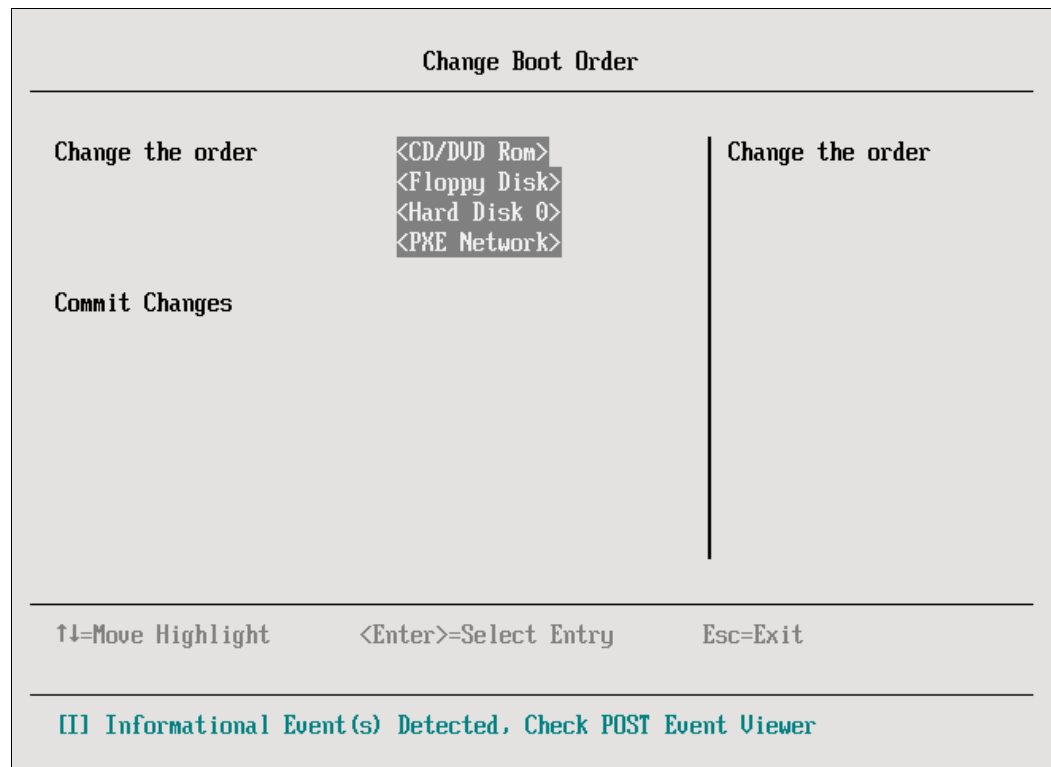 Change Boot Order
Change the order <CD/DVD Rom> Change the order
<Floppy Disk>
<Hard Disk 0>
<PXE Network>
Commit Changes
↑↓=Move Highlight <Enter>=Select Entry Esc=Exit
[I] Informational Event(s) Detected, Check POST Event Viewer